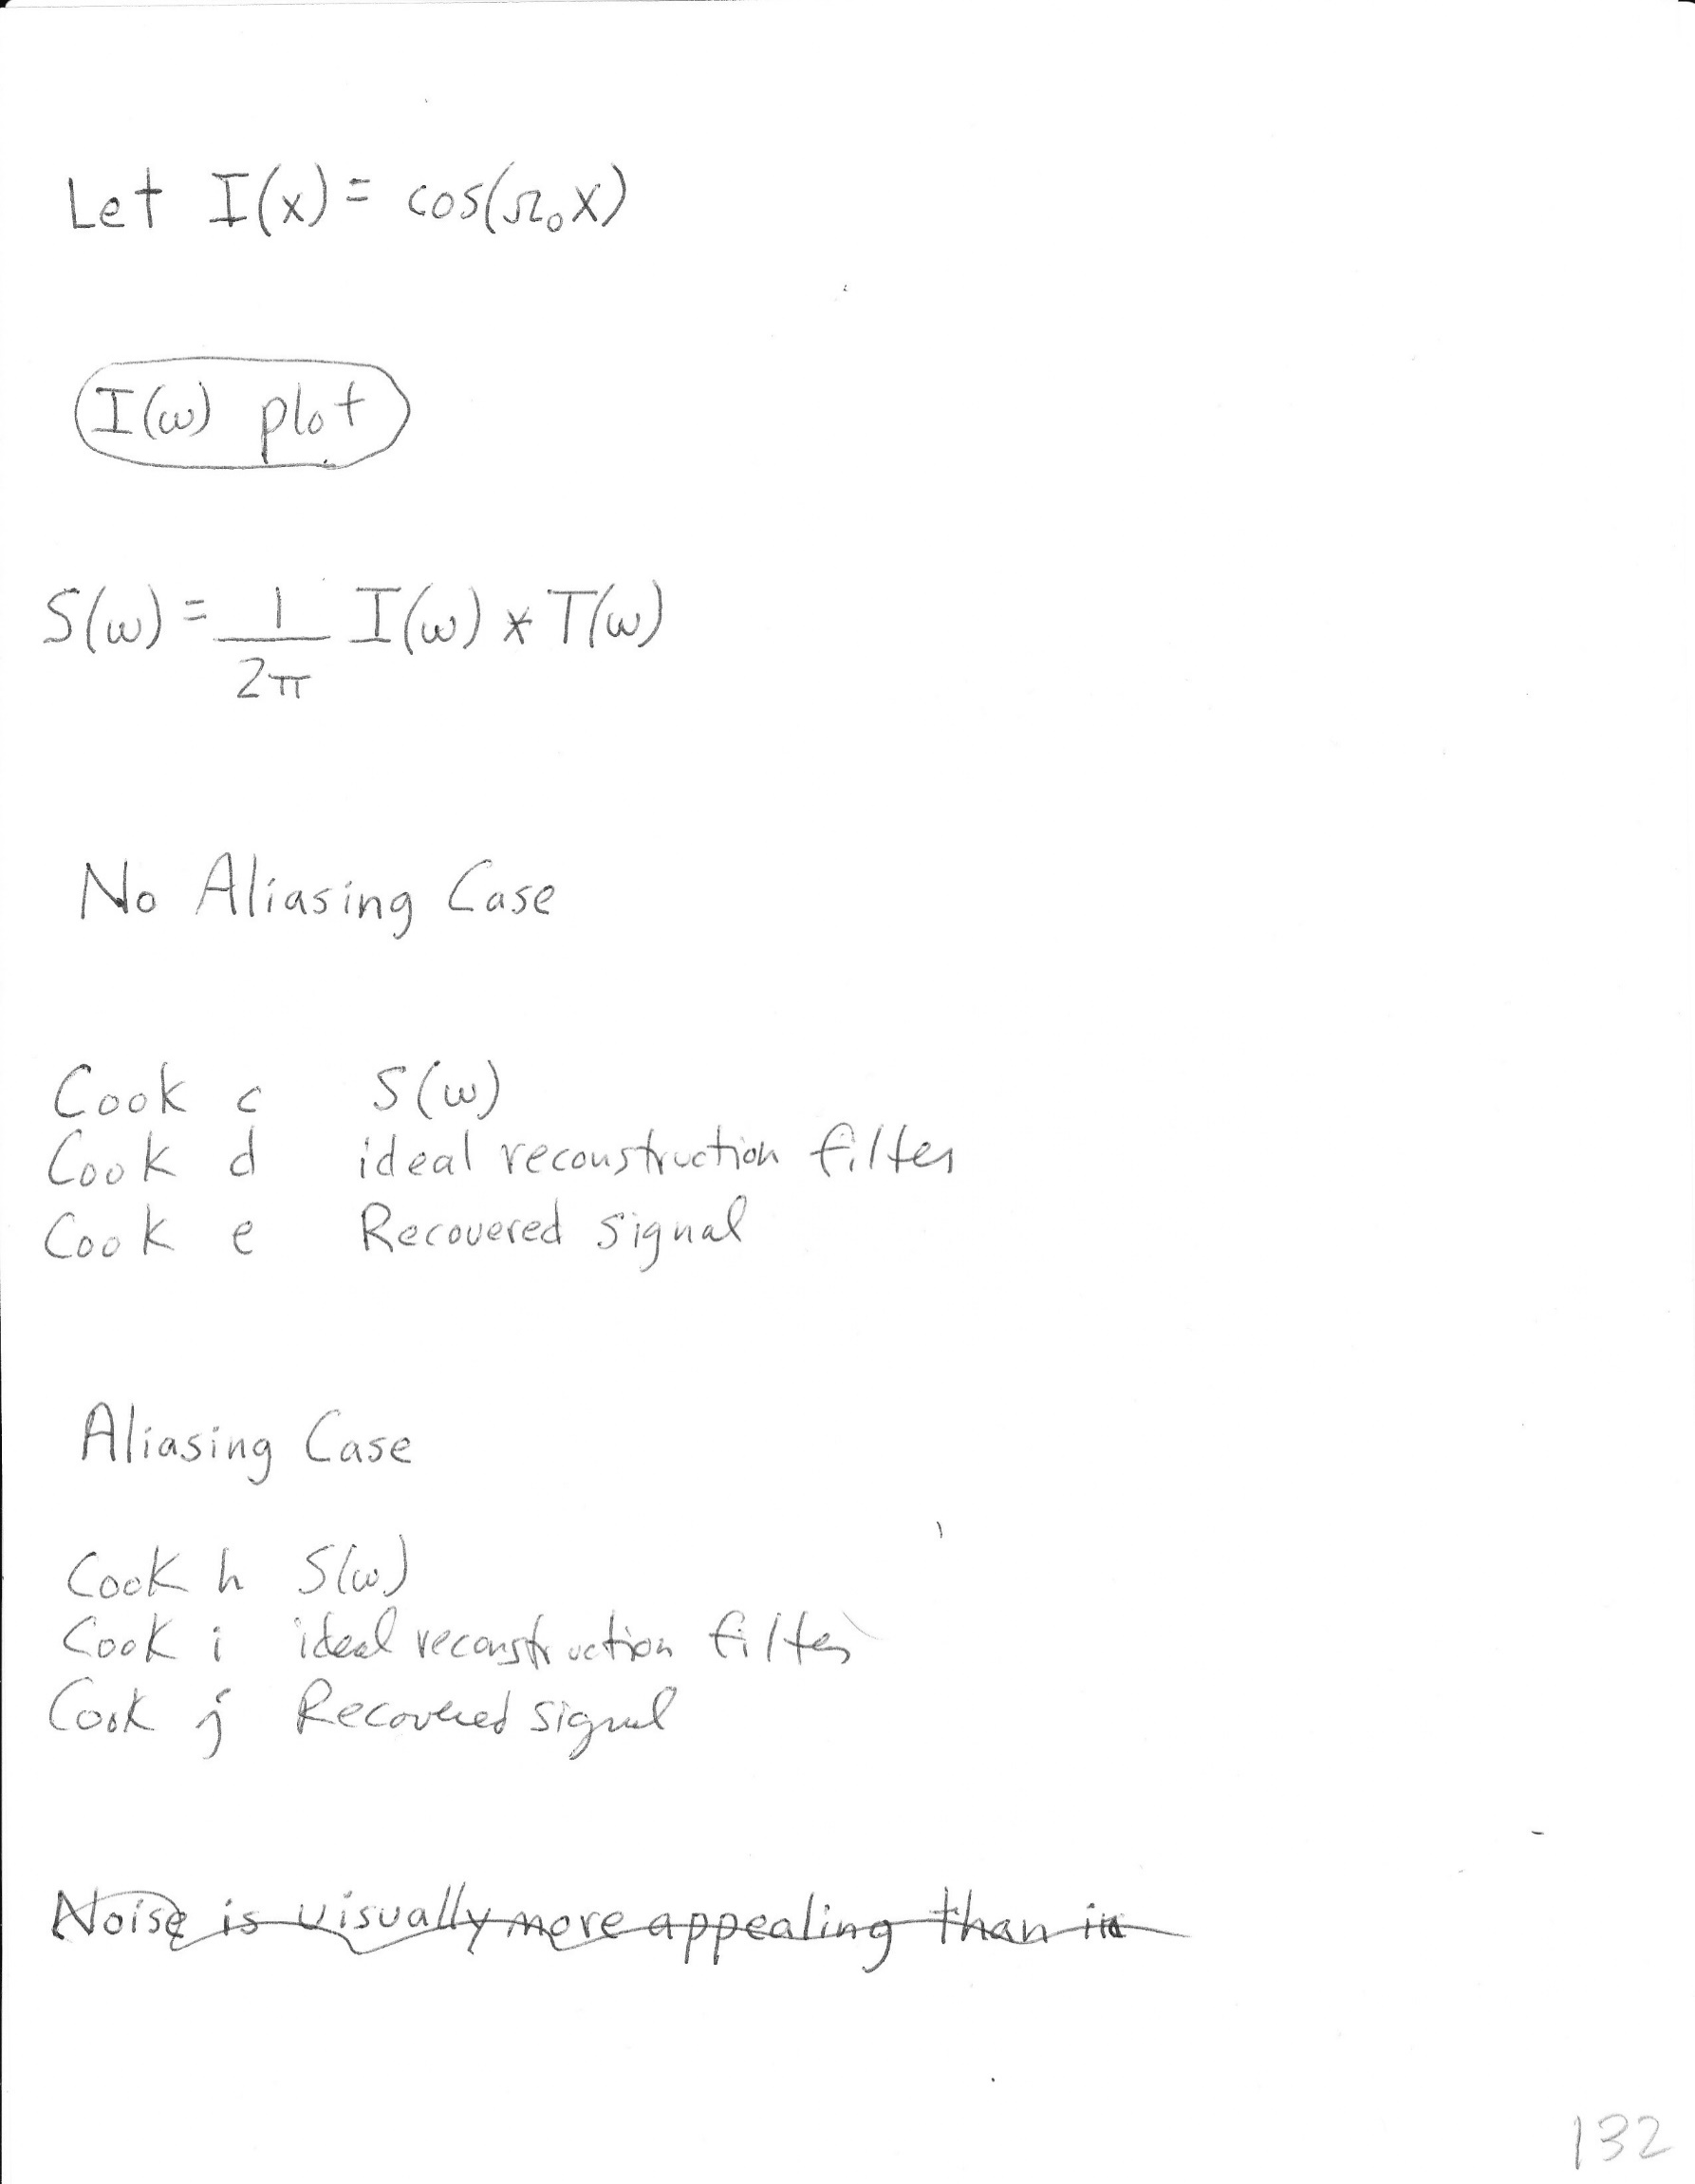 Let I(x) = cos(Ω₀x)
I(ω) plot
S(ω) = 1/2π I(ω) * T(ω)
No Aliasing Case
Cook c S(ω)
Cook d ideal reconstruction filter
Cook e Recovered signal
Aliasing Case
Cook h S(ω)
Cook i ideal reconstruction filter
Cook j Recovered signal
Noise is visually more appealing than
132